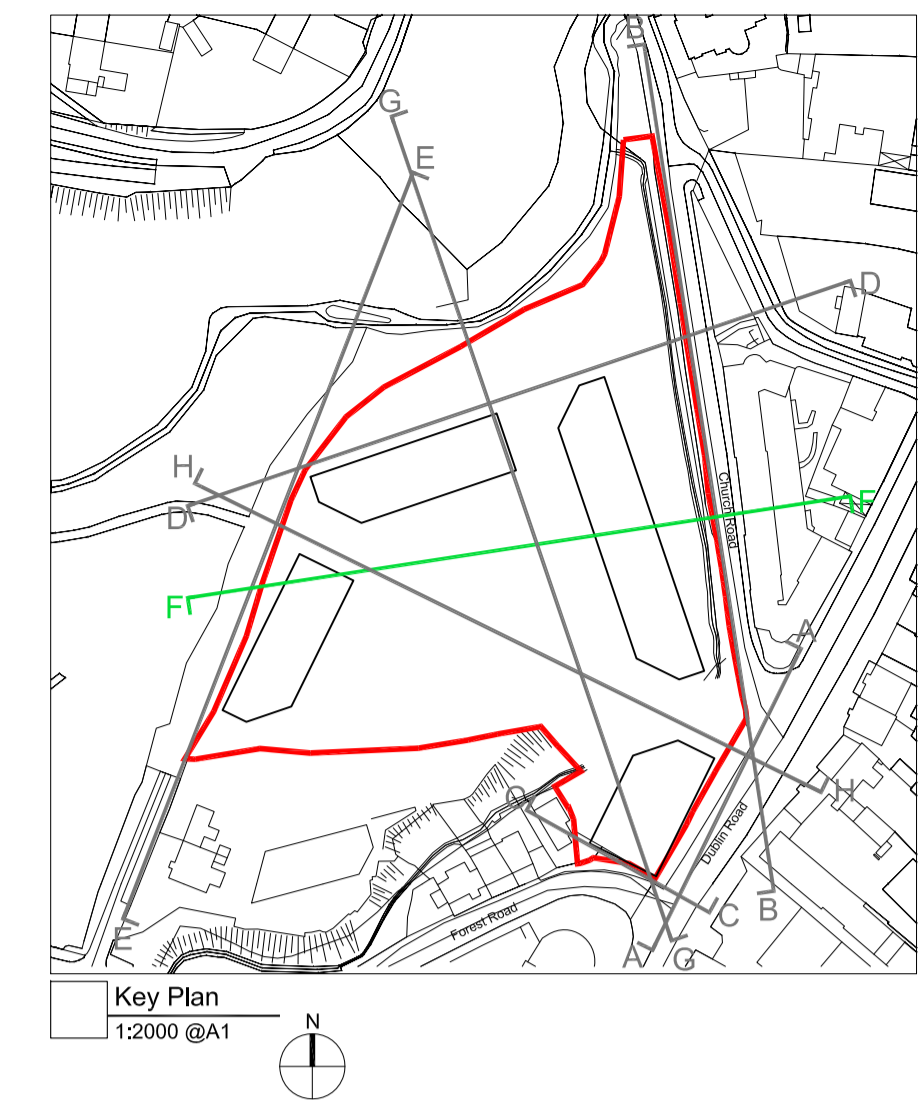 B
G
E
D
H
D
Church Road
F
F
A
H
C
Dublin Road
B
C
Forest Road
E
A
G
Key Plan
1:2000 @A1
N